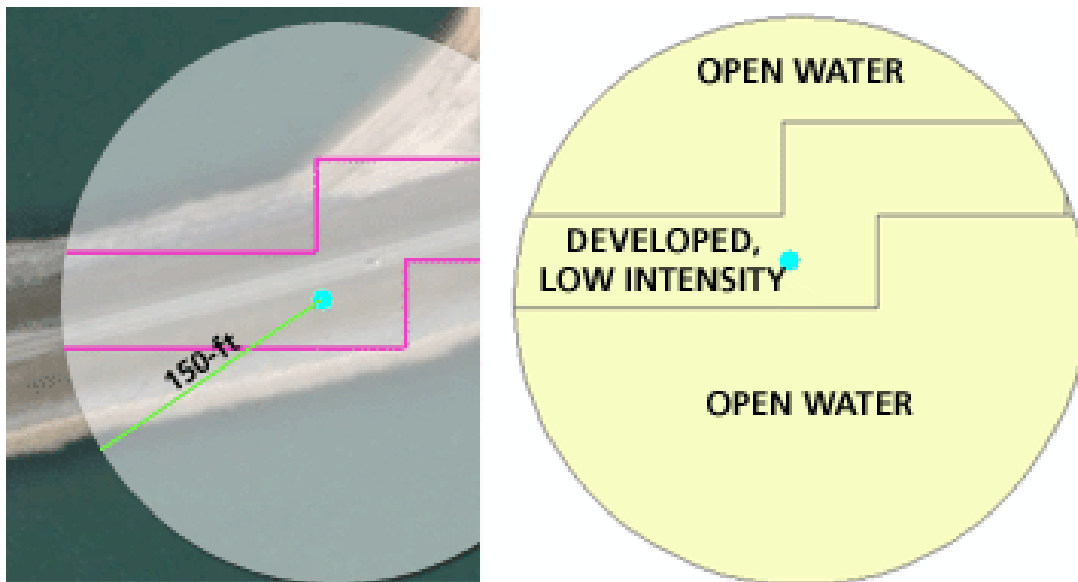 150-ft
OPEN WATER
DEVELOPED,
LOW INTENSITY
OPEN WATER